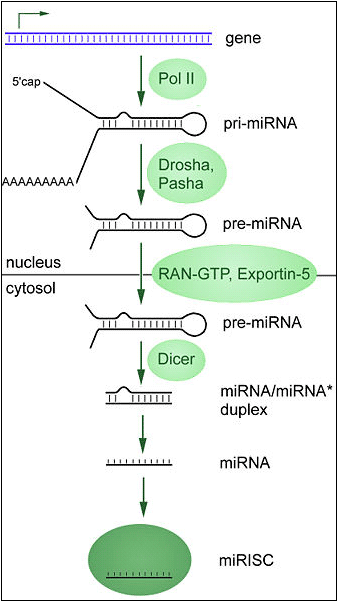 gene
5'cap
Pol II
pri-miRNA
AAAAAAAAA
Drosha,
Pasha
pre-miRNA
nucleus
RAN-GTP, Exportin-5
cytosol
pre-miRNA
Dicer
miRNA/miRNA*
duplex
miRNA
miRISC